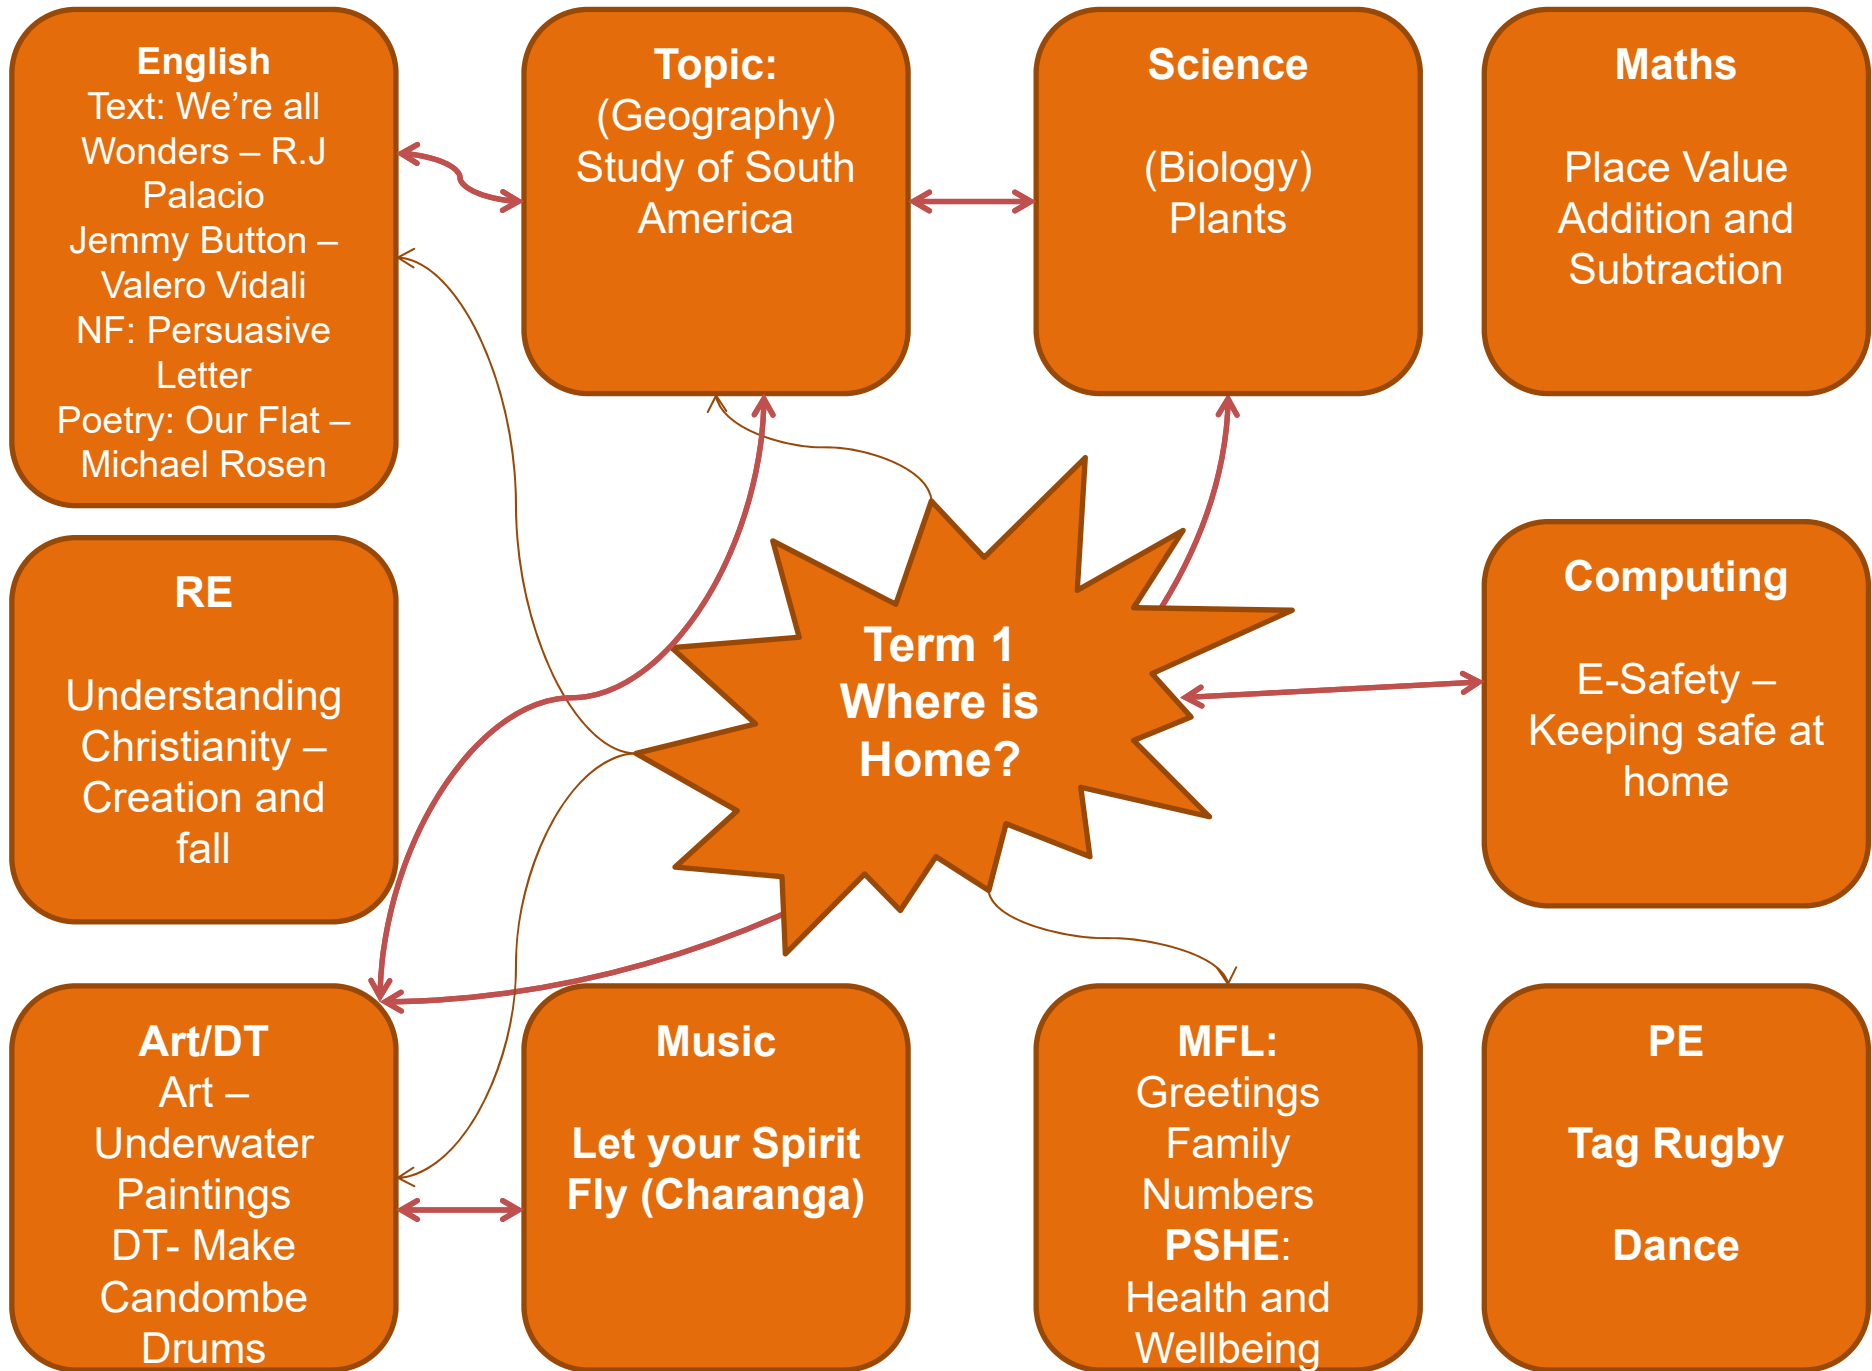 English
Text: We're all
Wonders – R.J
Palacio
Jemmy Button –
Valero Vidali
NF: Persuasive
Letter
Poetry: Our Flat –
Michael Rosen
Topic:
(Geography)
Study of South
America
Science
(Biology)
Plants
Maths
Place Value
Addition and
Subtraction
RE
Understanding
Christianity –
Creation and
fall
Term 1
Where is
Home?
Computing
E-Safety –
Keeping safe at
home
Art/DT
Art –
Underwater
Paintings
DT- Make
Candombe
Drums
Music
Let your Spirit
Fly (Charanga)
MFL:
Greetings
Family
Numbers
PSHE:
Health and
Wellbeing
PE
Tag Rugby
Dance